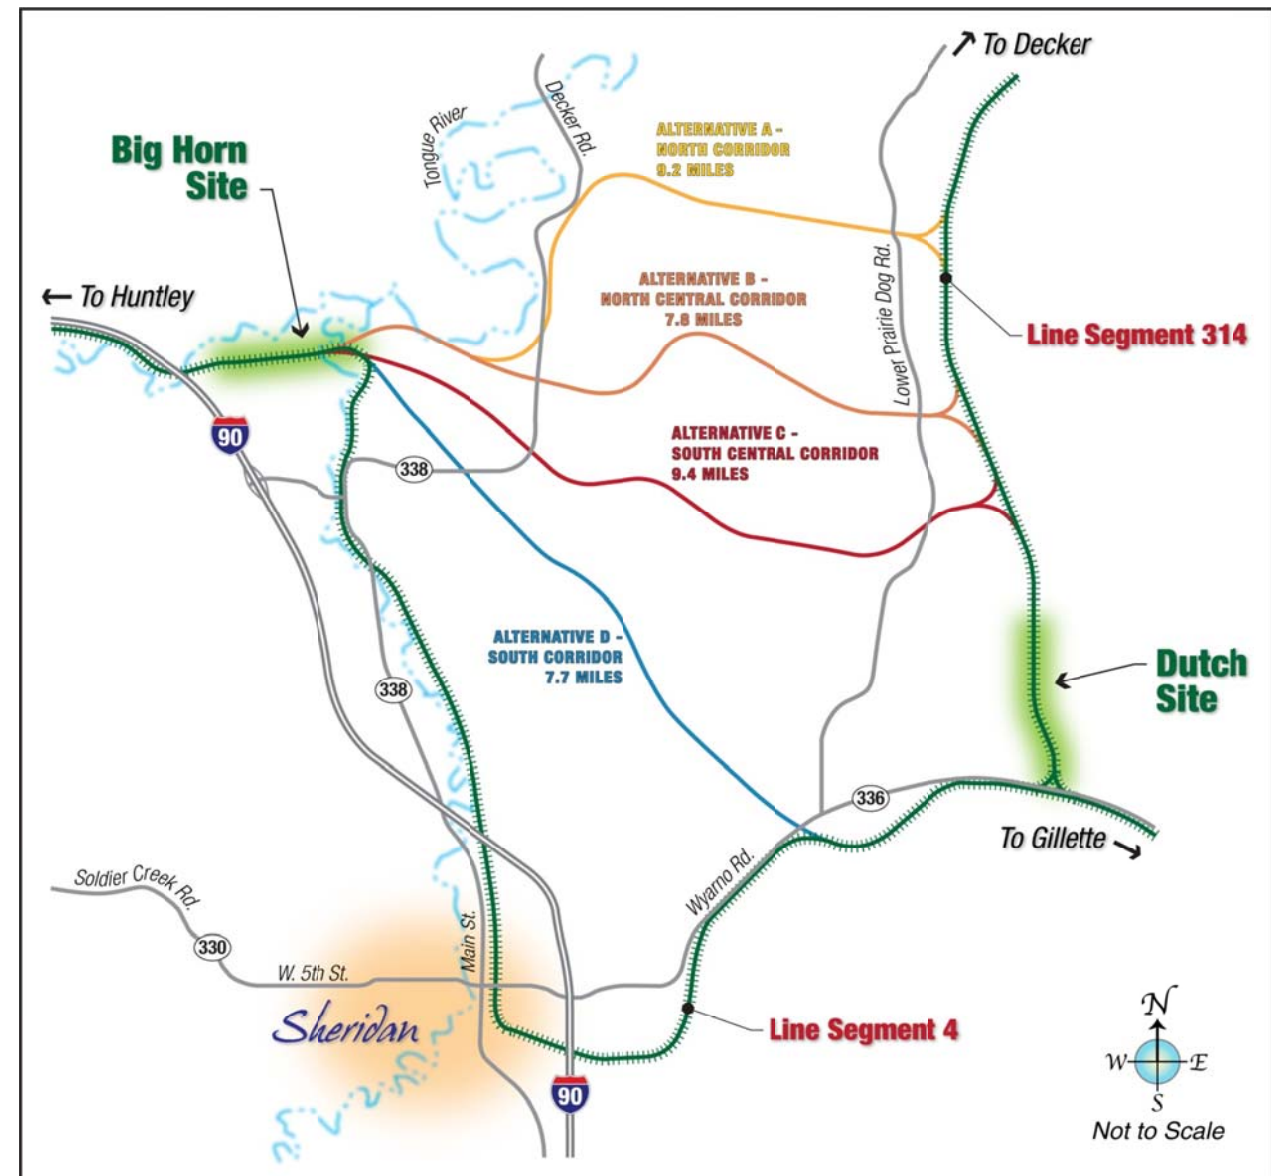 To Decker
Tongue River
Decker Rd.
ALTERNATIVE A -
NORTH CORRIDOR
9.2 MILES
Big Horn
Site
To Huntley
ALTERNATIVE B -
NORTH CENTRAL CORRIDOR
7.8 MILES
Lower Prairie Dog Rd.
Line Segment 314
90
ALTERNATIVE C -
SOUTH CENTRAL CORRIDOR
9.4 MILES
338
ALTERNATIVE D -
SOUTH CORRIDOR
7.7 MILES
338
Dutch
Site
336
To Gillette
Wyarno Rd.
Soldier Creek Rd.
330
W. 5th St.
Main St.
Sheridan
Line Segment 4
90
N
W E
S
Not to Scale